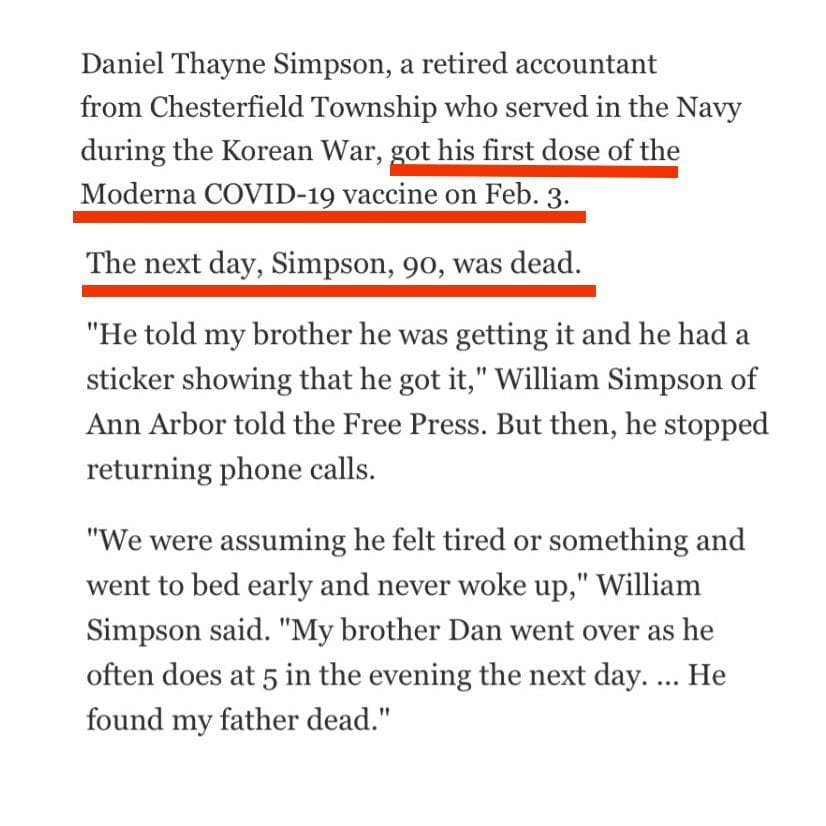 Daniel Thayne Simpson, a retired accountant
from Chesterfield Township who served in the Navy
during the Korean War, got his first dose of the
Moderna COVID-19 vaccine on Feb. 3.
The next day, Simpson, 90, was dead.
"He told my brother he was getting it and he had a
sticker showing that he got it," William Simpson of
Ann Arbor told the Free Press. But then, he stopped
returning phone calls.
"We were assuming he felt tired or something and
went to bed early and never woke up," William
Simpson said. "My brother Dan went over as he
often does at 5 in the evening the next day. ... He
found my father dead."